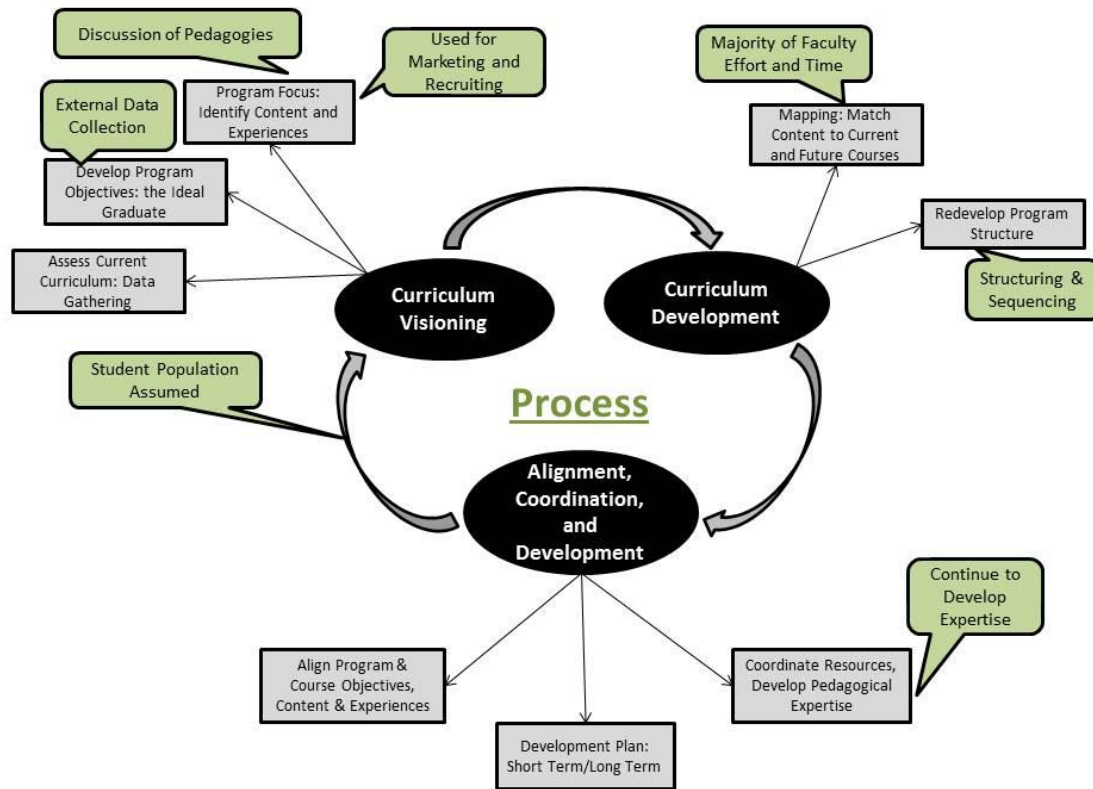 Discussion of Pedagogies
Used for
Marketing and
Recruiting
Program Focus:
Identify Content and
Experiences
External Data
Collection
Develop Program
Objectives: the Ideal
Graduate
Assess Current
Curriculum: Data
Gathering
Majority of Faculty
Effort and Time
Mapping: Match
Content to Current
and Future Courses
Redevelop Program
Structure
Structuring &
Sequencing
Curriculum
Visioning
Curriculum
Development
Student Population
Assumed
Process
Alignment,
Coordination,
and
Development
Continue to
Develop
Expertise
Align Program &
Course Objectives,
Content & Experiences
Development Plan:
Short Term/Long Term
Coordinate Resources,
Develop Pedagogical
Expertise